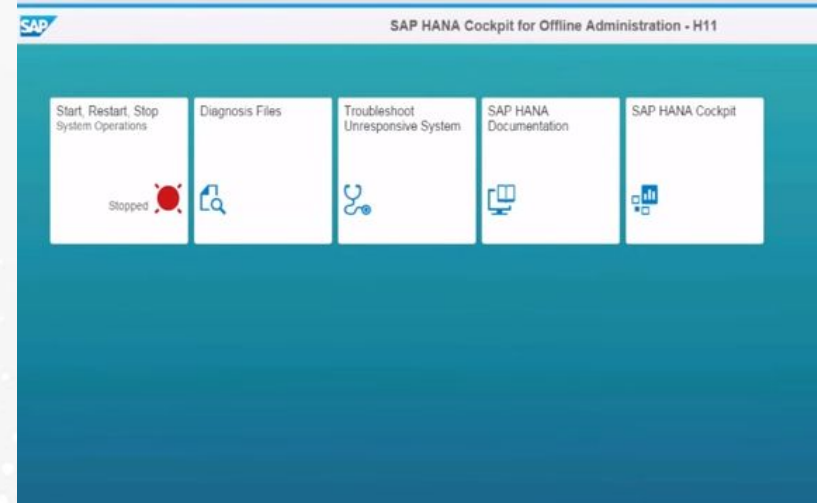 SAP
SAP HANA Cockpit for Offline Administration - H11
Start, Restart, Stop
System Operations
Stopped
Diagnosis Files
Troubleshoot
Unresponsive System
SAP HANA
Documentation
SAP HANA Cockpit